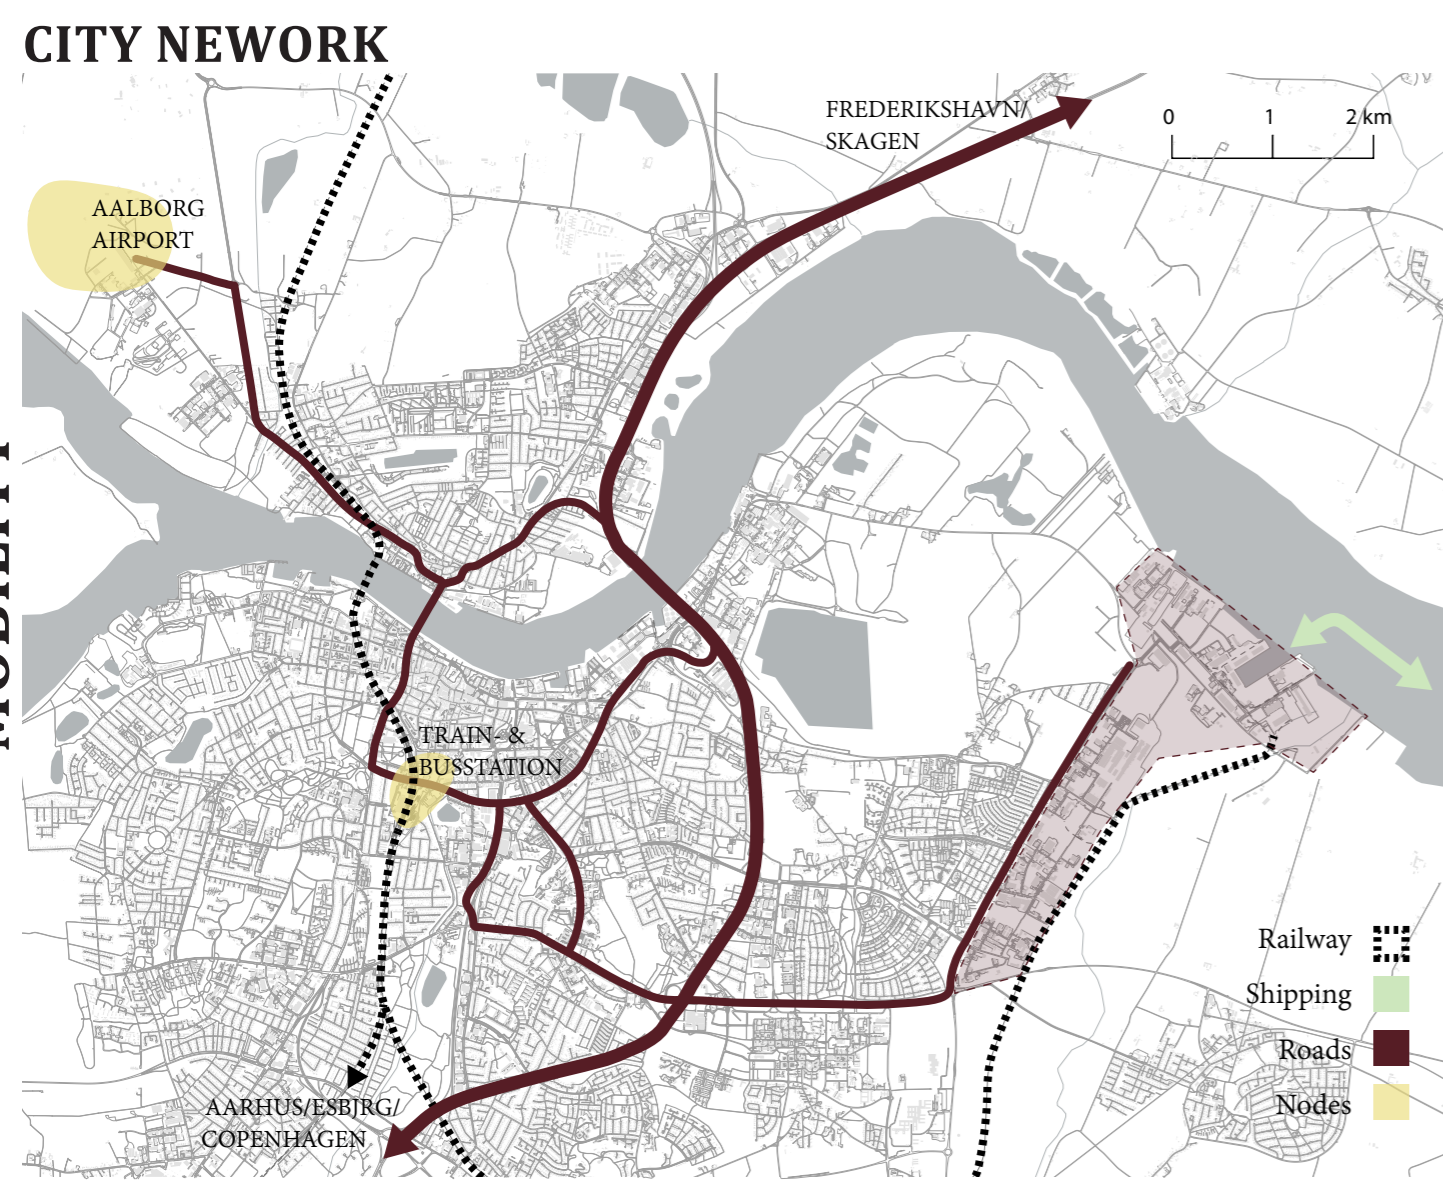 CITY NEWORK
FREDERIKSHAVN/
SKAGEN
0 1 2 km
AALBORG
AIRPORT
TRAIN- &
BUSSTATION
Railway
Shipping
Roads
Nodes
AARHUS/ESBJRG/
COPENHAGEN